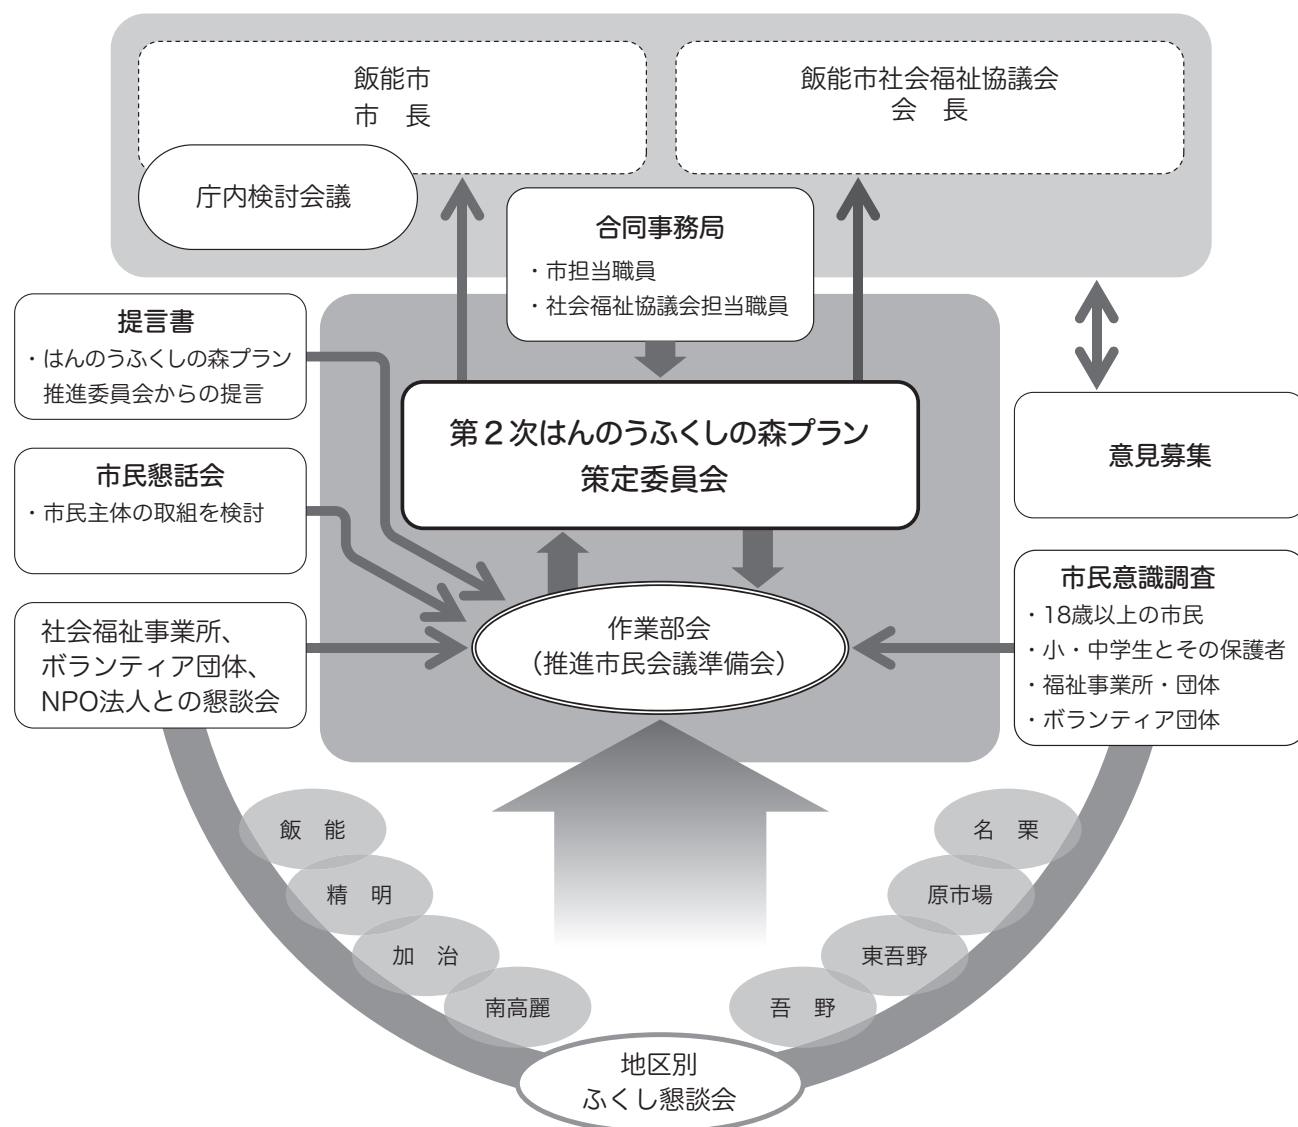 飯能市
市　長
飯能市社会福祉協議会
会　長
庁内検討会議
合同事務局
・市担当職員
・社会福祉協議会担当職員
提言書
・はんのうふくしの森プラン
推進委員会からの提言
第２次はんのうふくしの森プラン
策定委員会
意見募集
市民懇話会
・市民主体の取組を検討
市民意識調査
・18歳以上の市民
・小・中学生とその保護者
・福祉事業所・団体
・ボランティア団体
社会福祉事業所、
ボランティア団体、
NPO法人との懇談会
作業部会
（推進市民会議準備会）
飯　能
精　明
加　治
南高麗
名　栗
原市場
東吾野
吾　野
地区別
ふくし懇談会